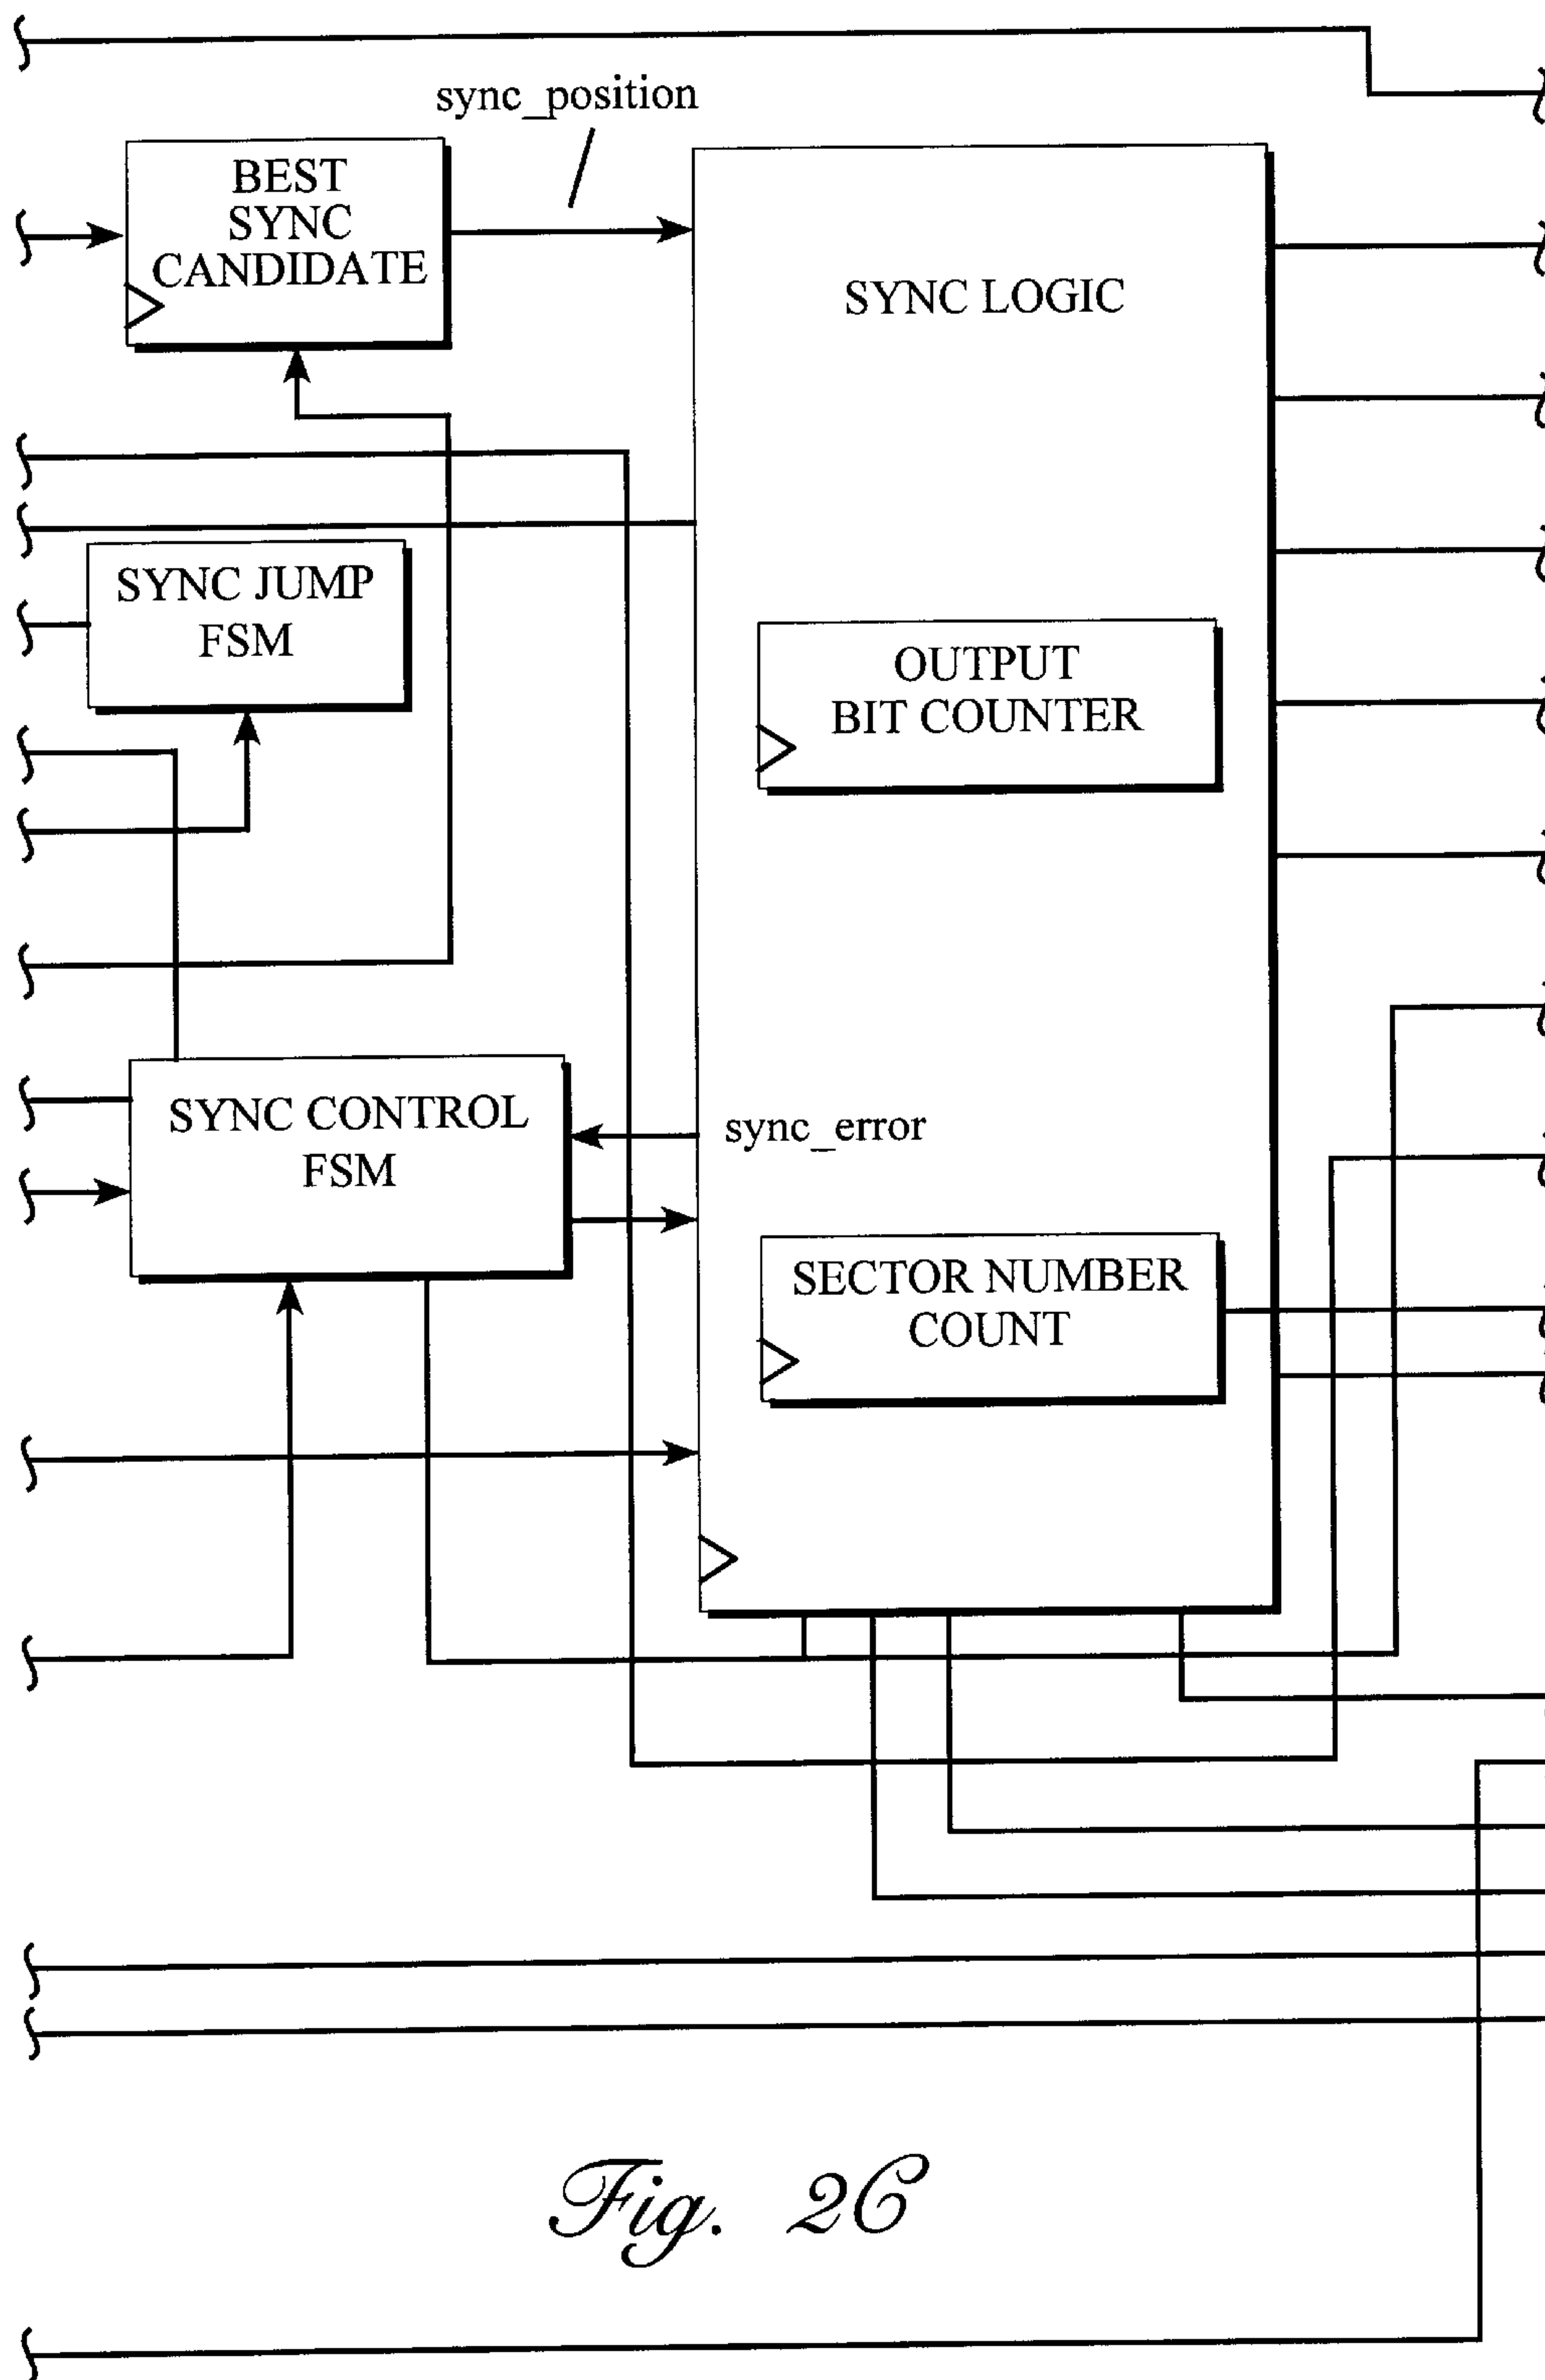 sync_position
BEST
SYNC
CANDIDATE
SYNC LOGIC
SYNC JUMP
FSM
OUTPUT
BIT COUNTER
SYNC CONTROL
FSM
sync_error
SECTOR NUMBER
COUNT
Fig. 2C